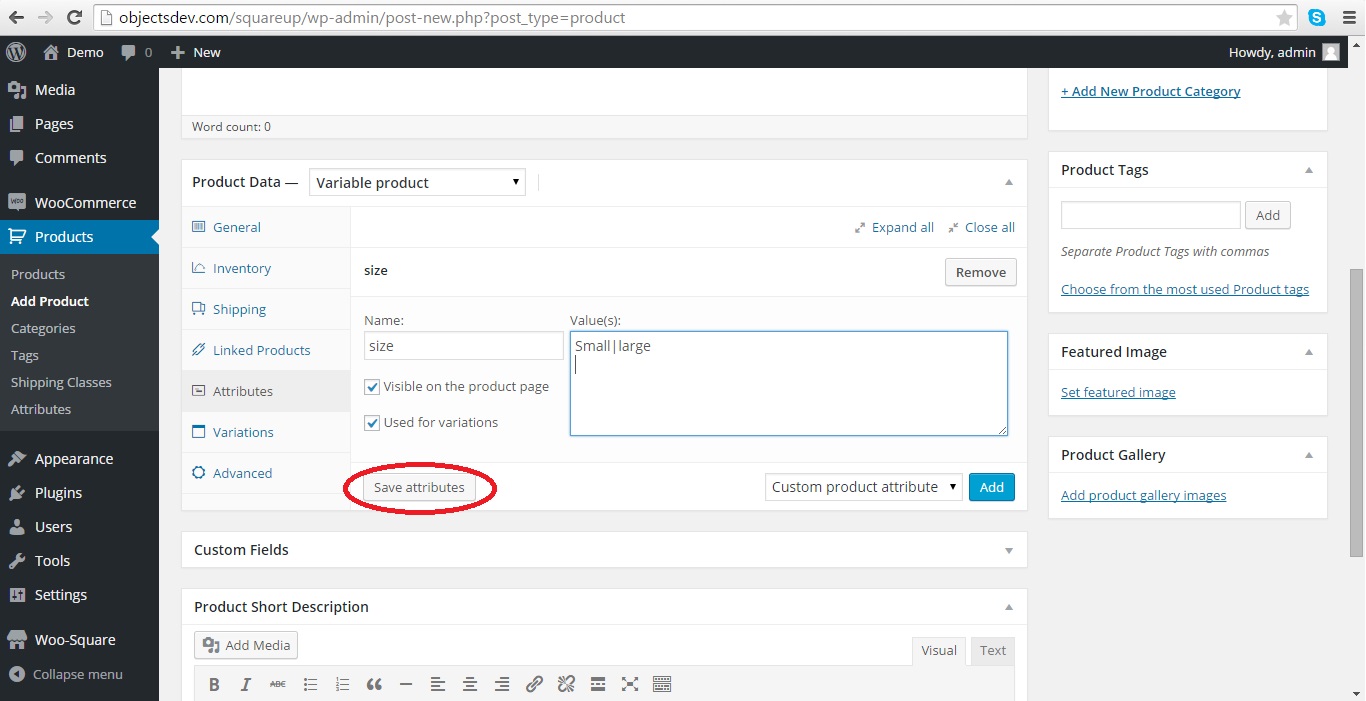 objectsdev.com/squareup/wp-admin/post-new.php?post_type=product
Demo 0 New Howdy, admin
Media
Pages
Comments
WooCommerce
Products
Products
Add Product
Categories
Tags
Shipping Classes
Attributes
Appearance
Plugins
Users
Tools
Settings
Woo-Square
Collapse menu
Word count: 0
Product Data — Variable product
General
Inventory
Shipping
Linked Products
Attributes
Variations
Advanced
Expand all Close all
size Remove
Name: Value(s):
size Small|large
Visible on the product page
Used for variations
Save attributes Custom product attribute Add
Custom Fields
Product Short Description
Add Media Visual Text
B I ABC
+ Add New Product Category
Product Tags
Add
Separate Product Tags with commas
Choose from the most used Product tags
Featured Image
Set featured image
Product Gallery
Add product gallery images